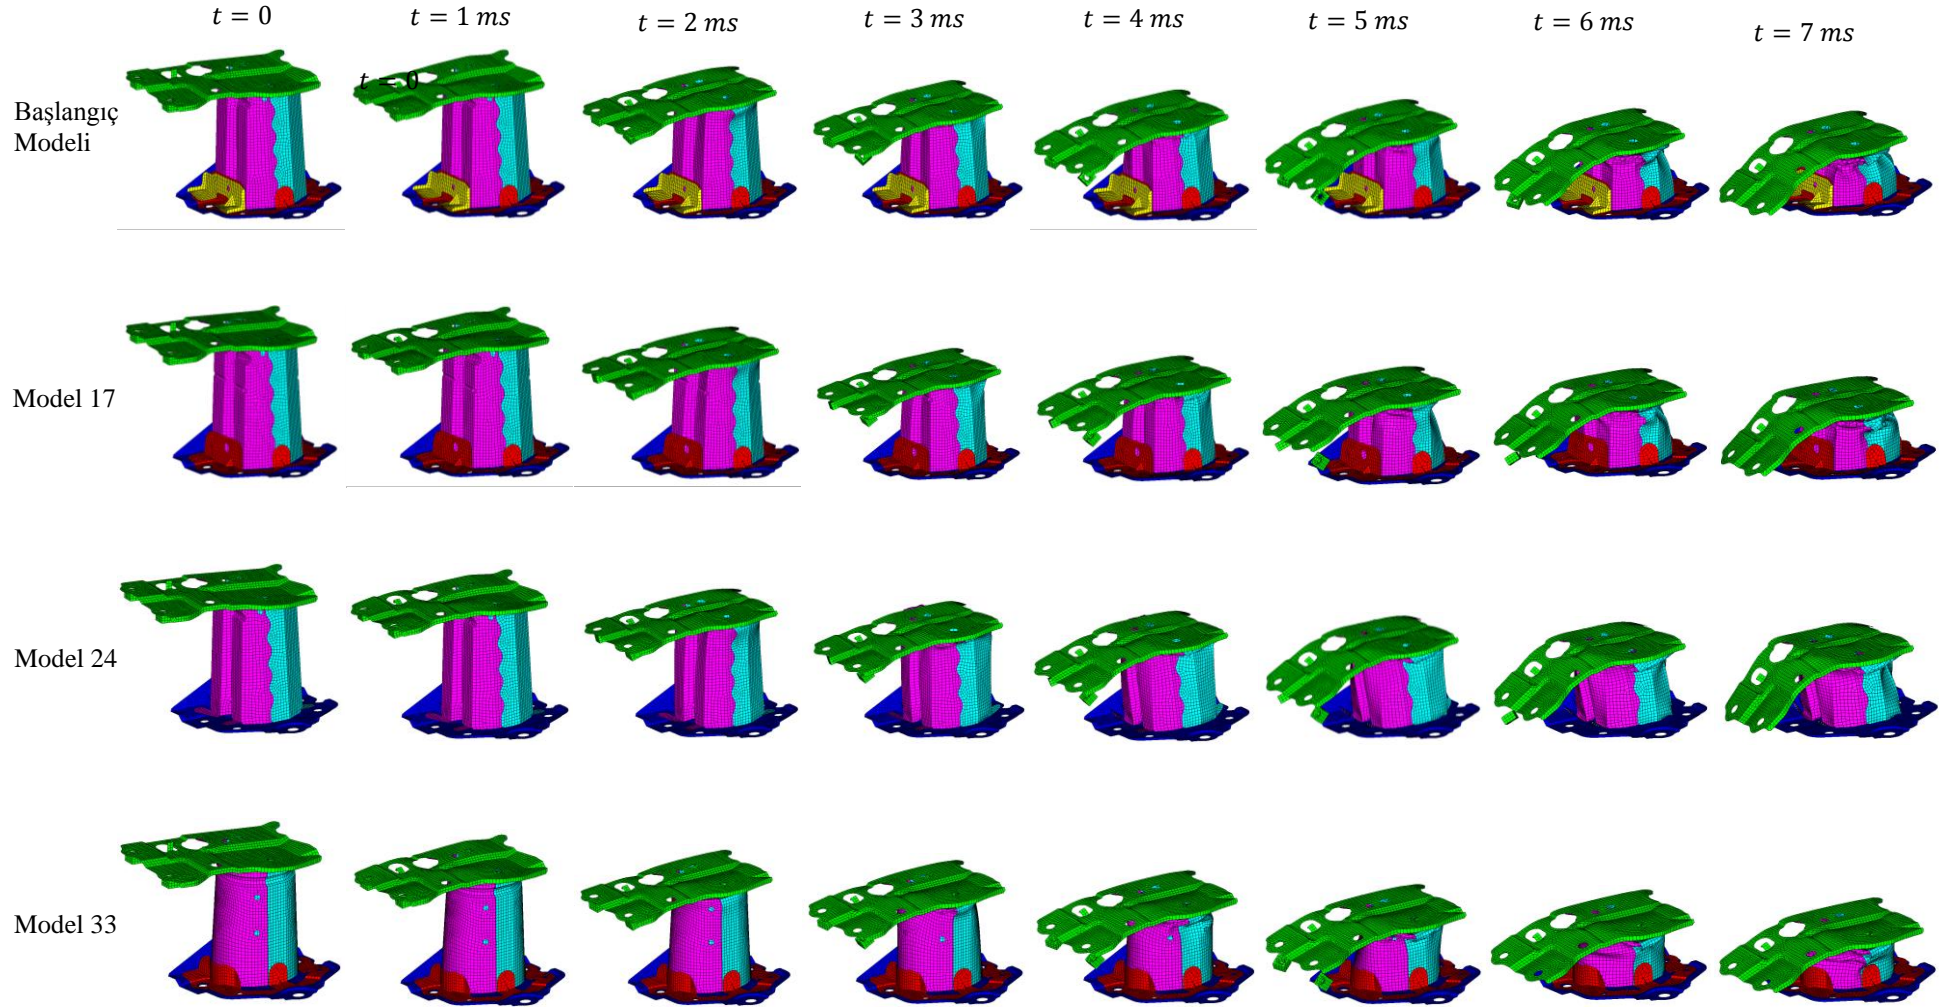 t = 0
t = 1 ms
t = 2 ms
t = 3 ms
t = 4 ms
t = 5 ms
t = 6 ms
t = 7 ms
t = 0
Başlangıç
Modeli
Model 17
Model 24
Model 33